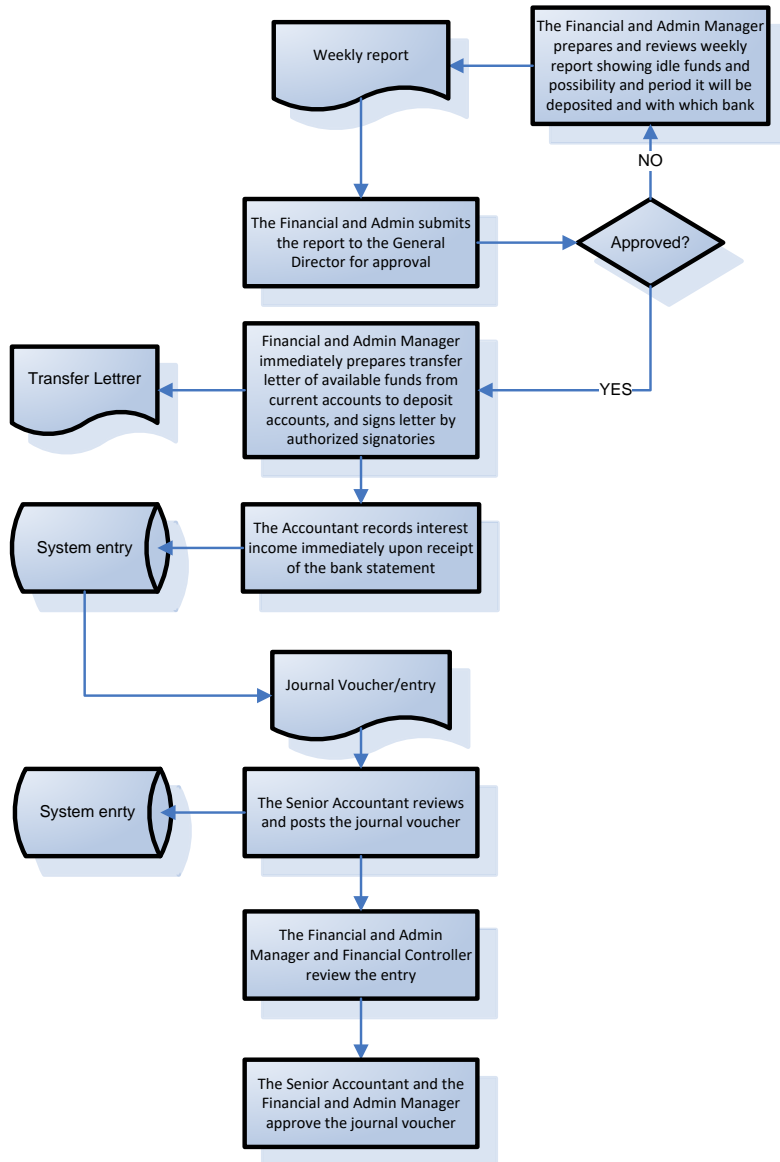 The Financial and Admin Manager
prepares and reviews weekly
report showing idle funds and
possibility and period it will be
deposited and with which bank
Weekly report
NO
The Financial and Admin submits
the report to the General
Director for approval
Approved?
YES
Financial and Admin Manager
immediately prepares transfer
letter of available funds from
current accounts to deposit
accounts, and signs letter by
authorized signatories
Transfer Lettrer
The Accountant records interest
income immediately upon receipt
of the bank statement
System entry
Journal Voucher/entry
The Senior Accountant reviews
and posts the journal voucher
System enrty
The Financial and Admin
Manager and Financial Controller
review the entry
The Senior Accountant and the
Financial and Admin Manager
approve the journal voucher